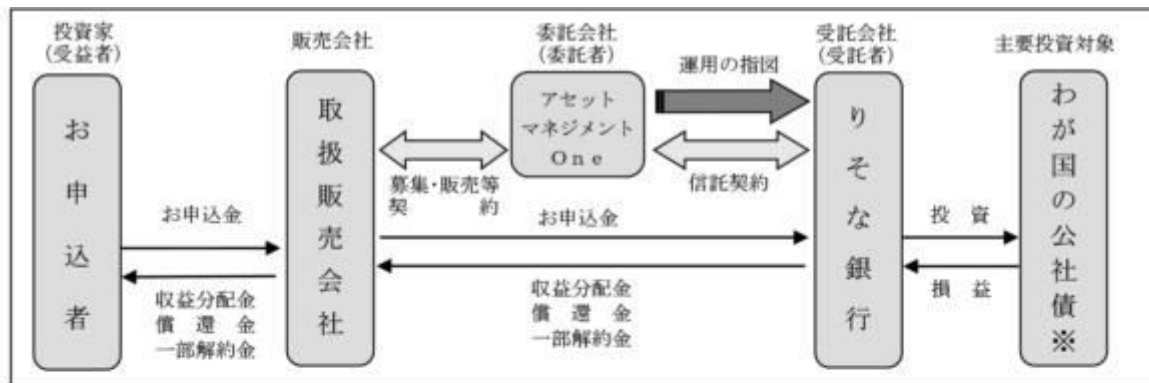 投資家
（受益者）
販売会社
委託会社
（委託者）
受託会社
（受託者）
主要投資対象
お申込者
取扱販売会社
アセット
マネジメント
One
りそな銀行
わが国の公社債※
運用の指図
募集・販売等
契　　約
信託契約
お申込金
収益分配金
償　還　金
一部解約金
お申込金
収益分配金
償　還　金
一部解約金
投　資
損　益